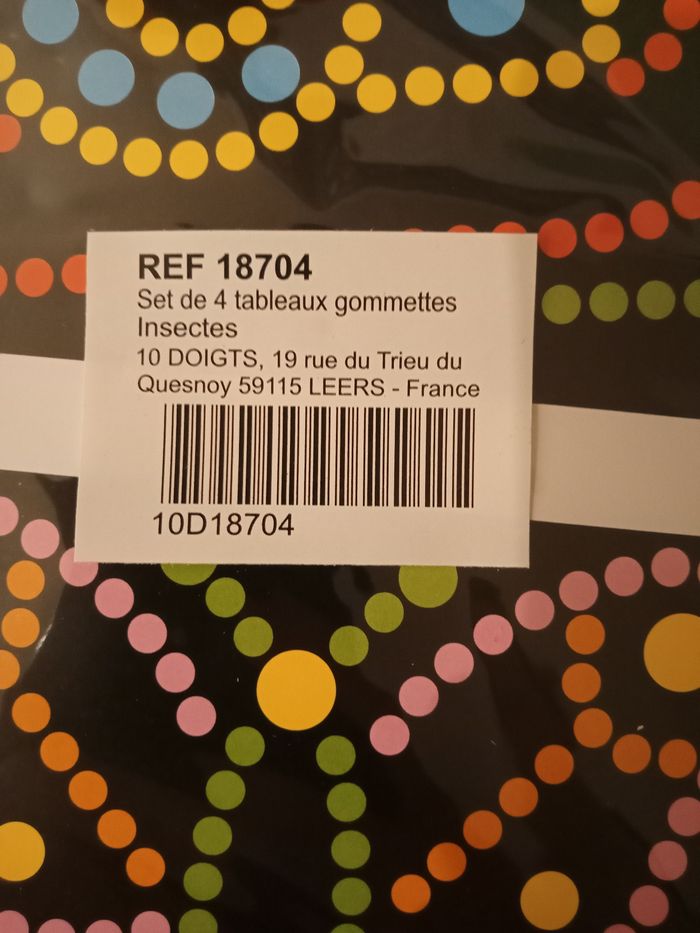 REF 18704
Set de 4 tableaux gommettes
Insectes
10 DOIGTS, 19 rue du Trieu du
Quesnoy 59115 LEERS - France
10D18704